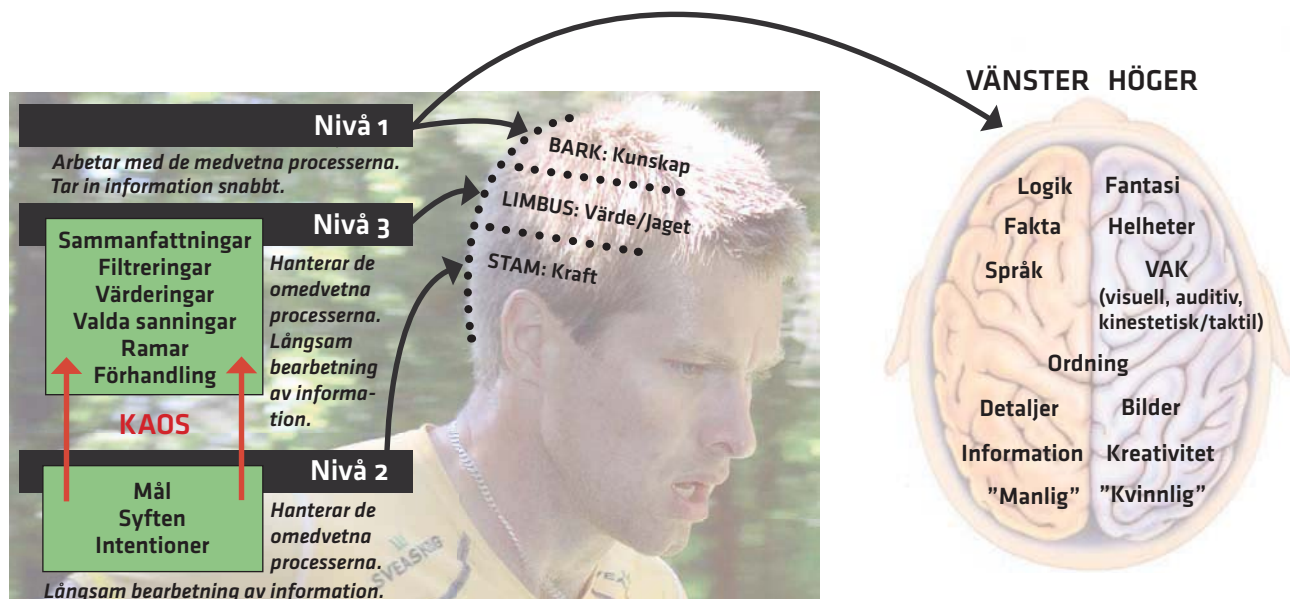 Nivå 1
Arbetar med de medvetna processerna.
Tar in information snabbt.
Nivå 3
Sammanfattningar
Filtreringar
Värderingar
Valda sanningar
Ramar
Förhandling
Hanterar de
omedvetna
processerna.
Långsam
bearbetning
av informa-
tion.
KAOS
Nivå 2
Mål
Syften
Intentioner
Hanterar de
omedvetna
processerna.
Långsam bearbetning av information.
BARK: Kunskap
LIMBUS: Värde/Jaget
STAM: Kraft
SVEASKOG
VÄNSTER HÖGER
Logik Fantasi
Fakta Helheter
Språk VAK
(visuell, auditiv,
kinestetisk/taktil)
Ordning
Detaljer Bilder
Information Kreativitet
”Manlig” ”Kvinnlig”